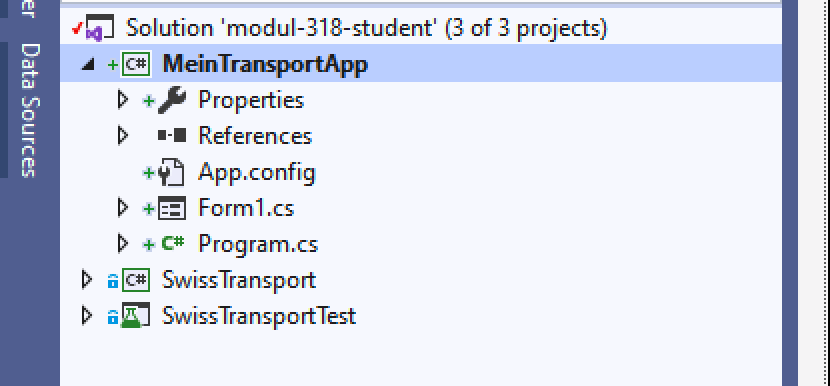 er
Data Sources
Solution 'modul-318-student' (3 of 3 projects)
C# MeinTransportApp
Properties
References
App.config
Form1.cs
C# Program.cs
C# SwissTransport
SwissTransportTest